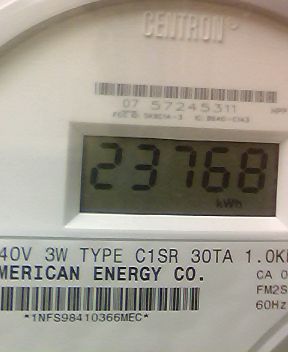 CENTRON
07 57245311
23768
kWh
40V 3W TYPE C1SR 30TA 1.0K
MERICAN ENERGY CO.
CA 0
FM2S
60Hz
*1NFS98410366MEC*